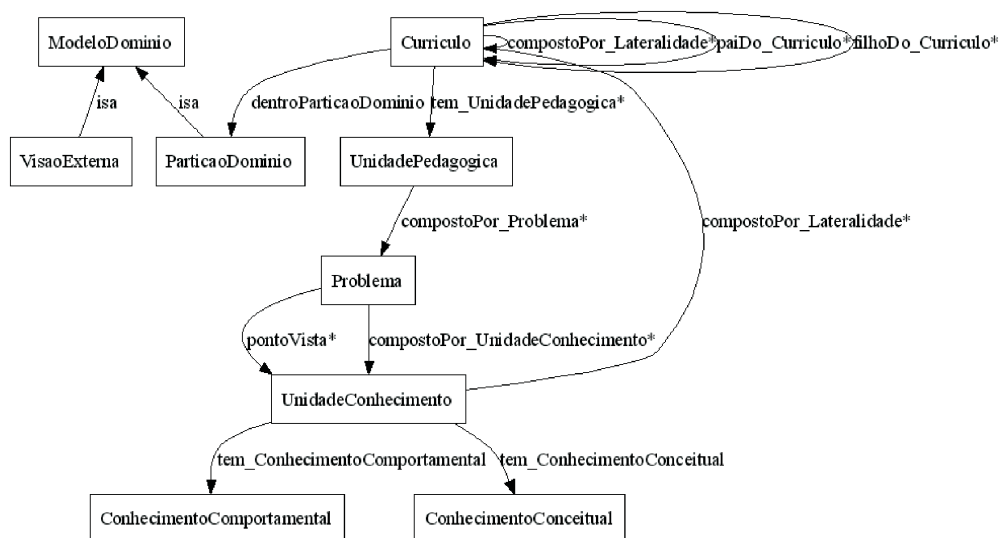 ModeloDominio
Curriculo
compostoPor_Lateralidade*
paiDo_Curriculo*
filhoDo_Curriculo*
isa
isa
dentroParticaoDominio
tem_UnidadePedagogica*
VisaoExterna
ParticaoDominio
UnidadePedagogica
compostoPor_Problema*
compostoPor_Lateralidade*
Problema
pontoVista*
compostoPor_UnidadeConhecimento*
UnidadeConhecimento
tem_ConhecimentoComportamental
tem_ConhecimentoConceitual
ConhecimentoComportamental
ConhecimentoConceitual